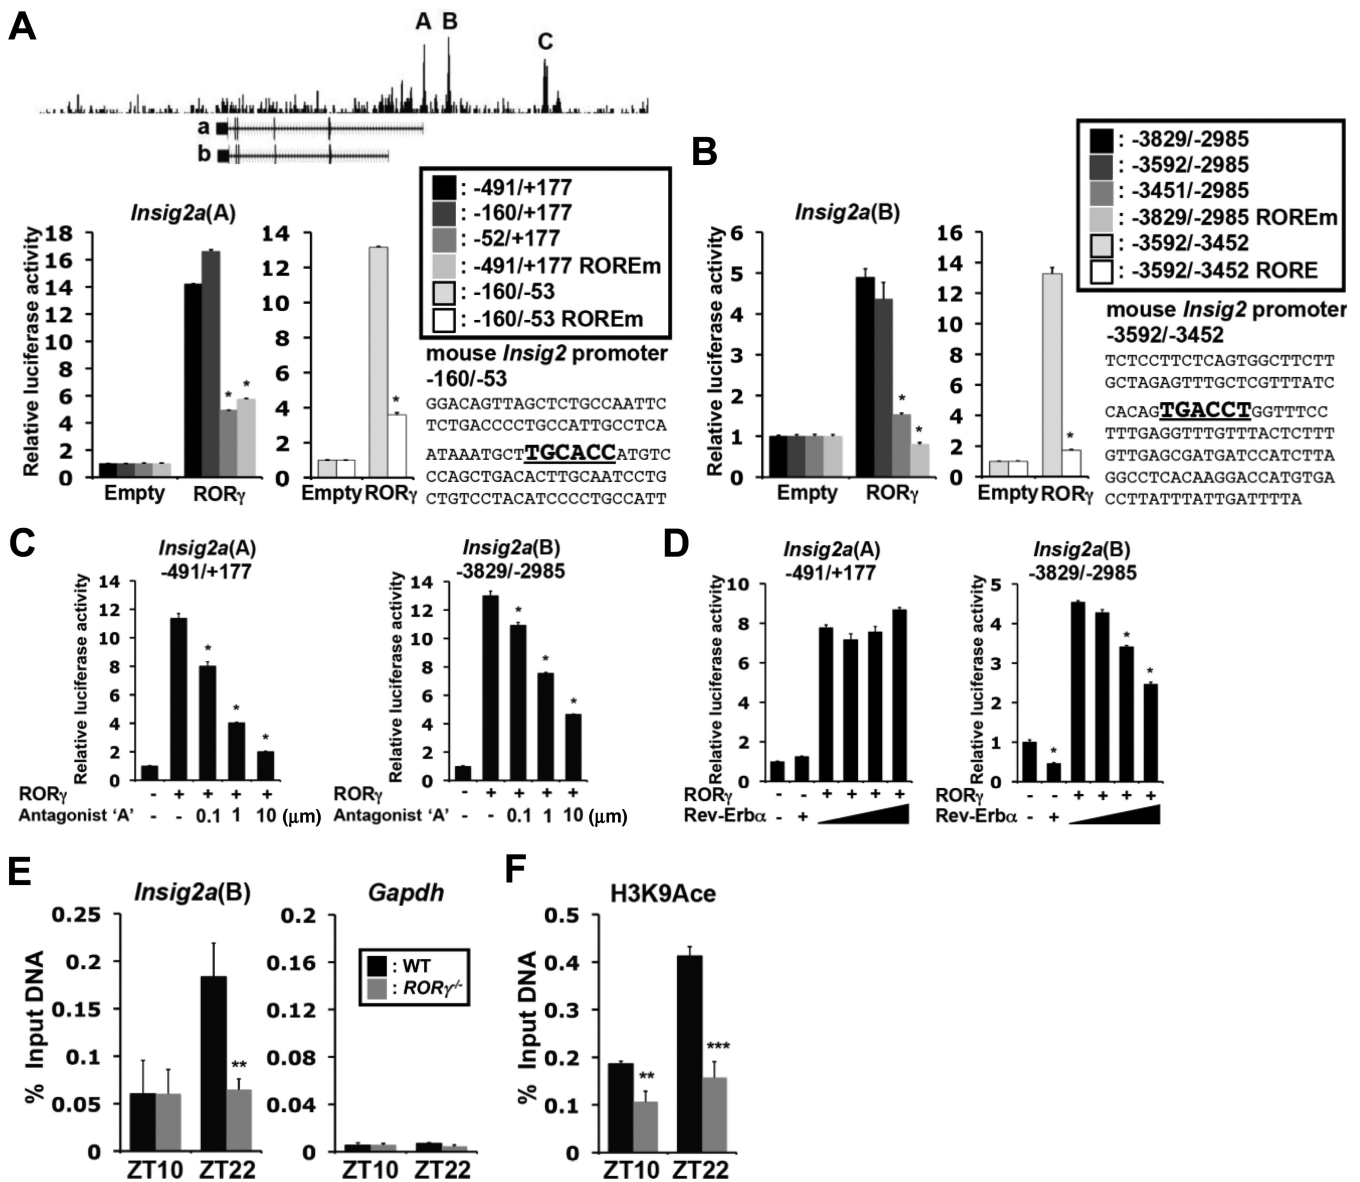 A
A B
C
a
b
Insig2a(A)
Relative luciferase activity
18
16
14
12
10
8
6
4
2
0
* *
Empty RORγ
14
12
10
8
6
4
2
0
*
Empty RORγ
: -491/+177
: -160/+177
: -52/+177
: -491/+177 ROREm
: -160/-53
: -160/-53 ROREm
mouse Insig2 promoter
-160/-53
GGACAGTTAGCTCTGCCAATTC
TCTGACCCCTGCCATTGCCTCA
ATAAATGCTTGCACCATGTC
CCAGCTGACACTTGCAATCCTG
CTGTCCTACATCCCCTGCCATT
B
Insig2a(B)
Relative luciferase activity
6
5
4
3
2
1
0
*
*
Empty RORγ
16
14
12
10
8
6
4
2
0
*
Empty RORγ
: -3829/-2985
: -3592/-2985
: -3451/-2985
: -3829/-2985 ROREm
: -3592/-3452
: -3592/-3452 RORE
mouse Insig2 promoter
-3592/-3452
TCTCCTTCTCAGTGGCTTCTT
GCTAGAGTTTGCTCGTTTATC
CACAGTGACCTGGTTTCC
TTTGAGGTTTGTTTACTCTTT
GTTGAGCGATGATCCATCTTA
GGCCTCACAAGGACCATGTGA
CCTTATTTATTGATTTTA
C
Insig2a(A)
-491/+177
Relative luciferase activity
14
12
10
8
6
4
2
0
*
*
*
RORγ - + + + +
Antagonist ‘A’ - - 0.1 1 10 (μm)
Insig2a(B)
-3829/-2985
Relative luciferase activity
14
12
10
8
6
4
2
0
*
*
*
RORγ - + + + +
Antagonist ‘A’ - - 0.1 1 10 (μm)
D
Insig2a(A)
-491/+177
Relative luciferase activity
10
8
6
4
2
0
RORγ - - + + + +
Rev-Erbα - +
Insig2a(B)
-3829/-2985
Relative luciferase activity
5
4
3
2
1
0
*
*
*
RORγ - - + + + +
Rev-Erbα - +
E
Insig2a(B)
% Input DNA
0.25
0.2
0.15
0.1
0.05
0
**
ZT10 ZT22
Gapdh
0.2
0.16
0.12
0.08
0.04
0
: WT
: RORγ-/-
ZT10 ZT22
F
H3K9Ace
% Input DNA
0.5
0.4
0.3
0.2
0.1
0
**
***
ZT10 ZT22